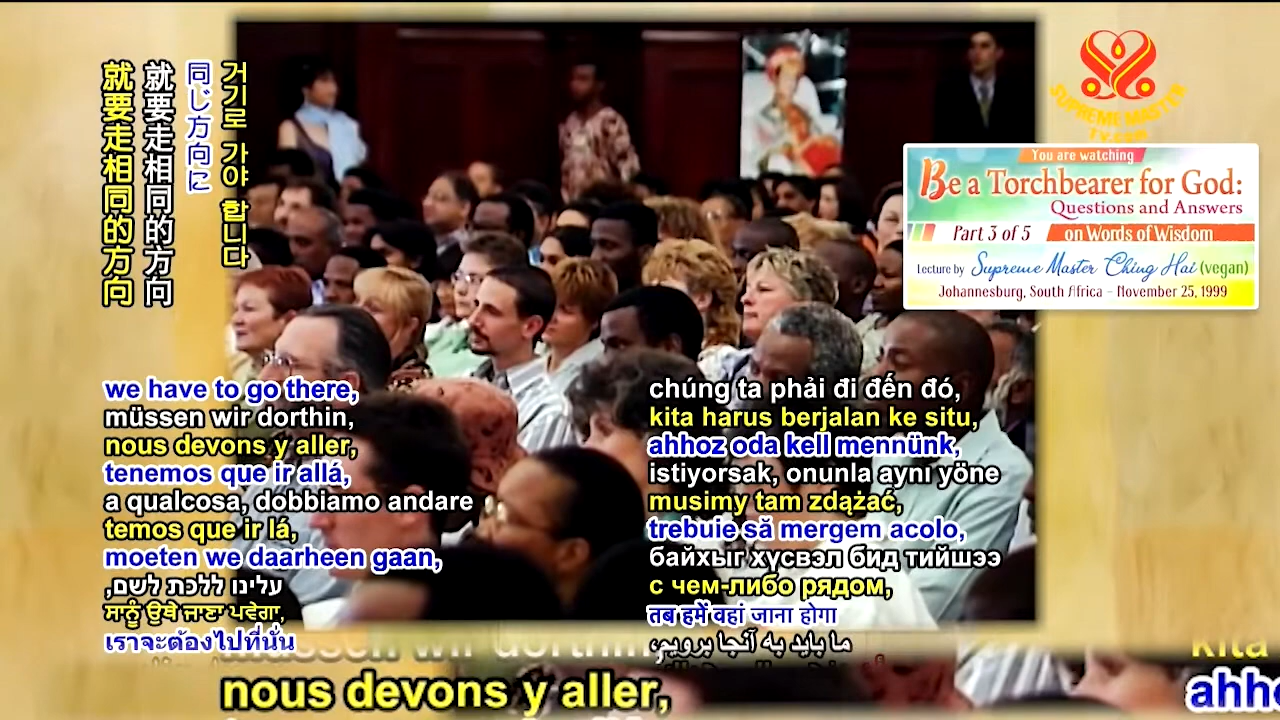 就要走相同的方向
就要走相同的方向
同じ方向に
거기로 가야 합니다
SUPREME MASTER
TV.COM
You are watching
Be a Torchbearer for God:
Questions and Answers
Part 3 of 5
on Words of Wisdom
Lecture by Supreme Master Ching Hai (vegan)
Johannesburg, South Africa – November 25, 1999
we have to go there,
müssen wir dorthin,
nous devons y aller,
tenemos que ir allá,
a qualcosa, dobbiamo andare
temos que ir lá,
moeten we daarheen gaan,
עלינו ללכת לשם,
ਸਾਨੂੰ ਉਥੇ ਜਾਣਾ ਪਵੇਗਾ,
เราจะต้องไปที่นั่น
chúng ta phải đi đến đó,
kita harus berjalan ke situ,
ahhoz oda kell mennünk,
istiyorsak, onunla aynı yöne
musimy tam zdążać,
trebuie să mergem acolo,
байхыг хүсвэл бид тийшээ
с чем-либо рядом,
तब हमें वहां जाना होगा
ما باید به آنجا برویم،
müssen wir dorthin,
nous devons y aller,
kita
ahho